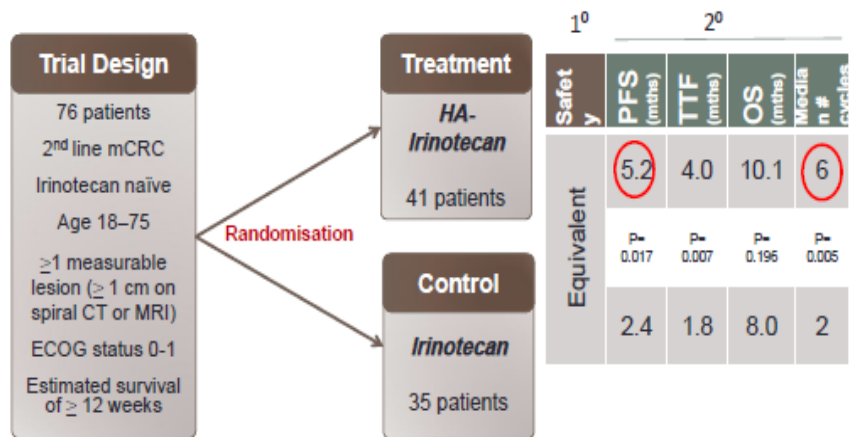 Trial Design
76 patients
2nd line mCRC
Irinotecan naïve
Age 18–75
≥1 measurable
lesion (≥ 1 cm on
spiral CT or MRI)
ECOG status 0-1
Estimated survival
of ≥ 12 weeks
Randomisation
Treatment
HA-
Irinotecan
41 patients
Control
Irinotecan
35 patients
1⁰ 2⁰
Safet
y
PFS
(mths)
TTF
(mths)
OS
(mths)
Media
n #
cycles
Equivalent
5.2 4.0 10.1 6
P= P= P= P=
0.017 0.007 0.196 0.005
2.4 1.8 8.0 2